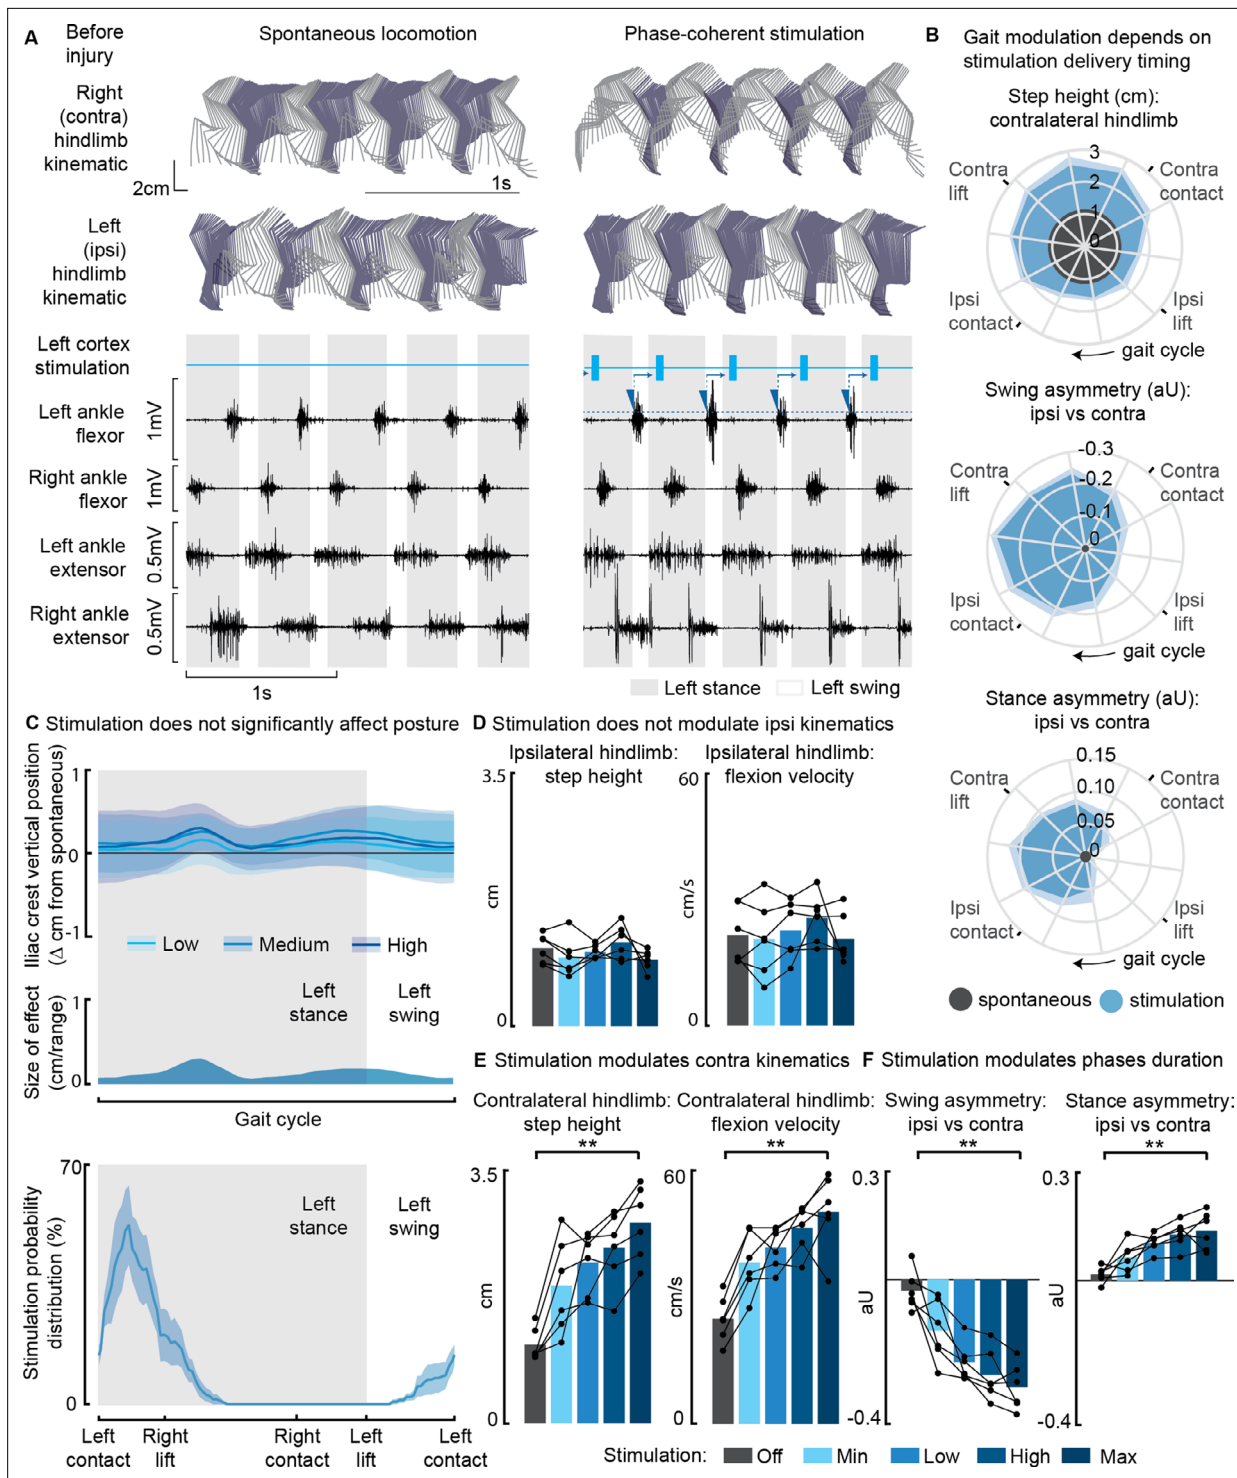 A
Before
injury
Spontaneous locomotion
Phase-coherent stimulation
Right
(contra)
hindlimb
kinematic
2cm
1s
Left
(ipsi)
hindlimb
kinematic
Left cortex
stimulation
Left ankle
flexor
1mV
Right ankle
flexor
1mV
Left ankle
extensor
0.5mV
Right ankle
extensor
0.5mV
1s
Left stance
Left swing
B
Gait modulation depends on
stimulation delivery timing
Step height (cm):
contralateral hindlimb
3
2
1
0
Contra
lift
Contra
contact
Ipsi
contact
Ipsi
lift
gait cycle
Swing asymmetry (aU):
ipsi vs contra
-0.3
-0.2
-0.1
0
Contra
lift
Contra
contact
Ipsi
contact
Ipsi
lift
gait cycle
Stance asymmetry (aU):
ipsi vs contra
0.15
0.10
0.05
0
Contra
lift
Contra
contact
Ipsi
contact
Ipsi
lift
gait cycle
spontaneous
stimulation
C Stimulation does not significantly affect posture
Iliac crest vertical position
(Δ cm from spontaneous)
1
0
-1
Low
Medium
High
Size of effect
(cm/range)
1
0
Left
stance
Left
swing
Gait cycle
Stimulation probability
distribution (%)
70
0
Left
stance
Left
swing
Left
contact
Right
lift
Right
contact
Left
lift
Left
contact
D Stimulation does not modulate ipsi kinematics
Ipsilateral hindlimb:
step height
3.5
cm
0
Ipsilateral hindlimb:
flexion velocity
60
cm/s
0
E Stimulation modulates contra kinematics
Contralateral hindlimb:
step height
**
3.5
cm
0
Contralateral hindlimb:
flexion velocity
**
60
cm/s
0
F Stimulation modulates phases duration
Swing asymmetry:
ipsi vs contra
**
0.3
aU
-0.4
Stance asymmetry:
ipsi vs contra
**
0.3
aU
-0.4
Stimulation:
Off
Min
Low
High
Max